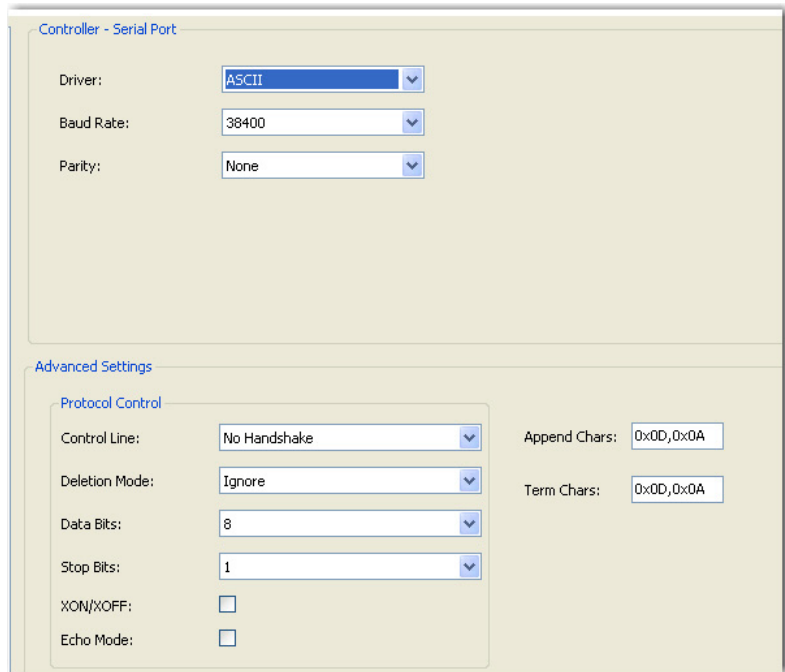 Controller - Serial Port
Driver: ASCII
Baud Rate: 38400
Parity: None
Advanced Settings
Protocol Control
Control Line: No Handshake
Append Chars: 0x0D,0x0A
Deletion Mode: Ignore
Term Chars: 0x0D,0x0A
Data Bits: 8
Stop Bits: 1
XON/XOFF:
Echo Mode: